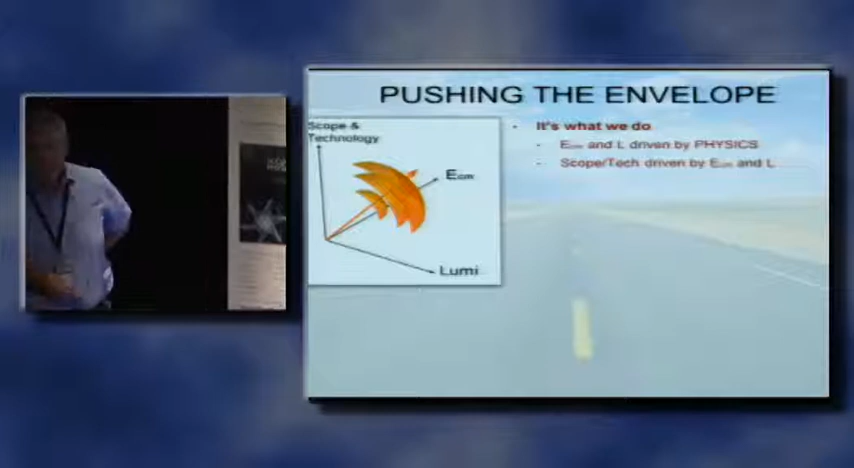 PUSHING THE ENVELOPE
Scope &
Technology
Ecm
Lumi
- It's what we do
- Ecm and L driven by PHYSICS
- Scope/Tech driven by Ecm and L